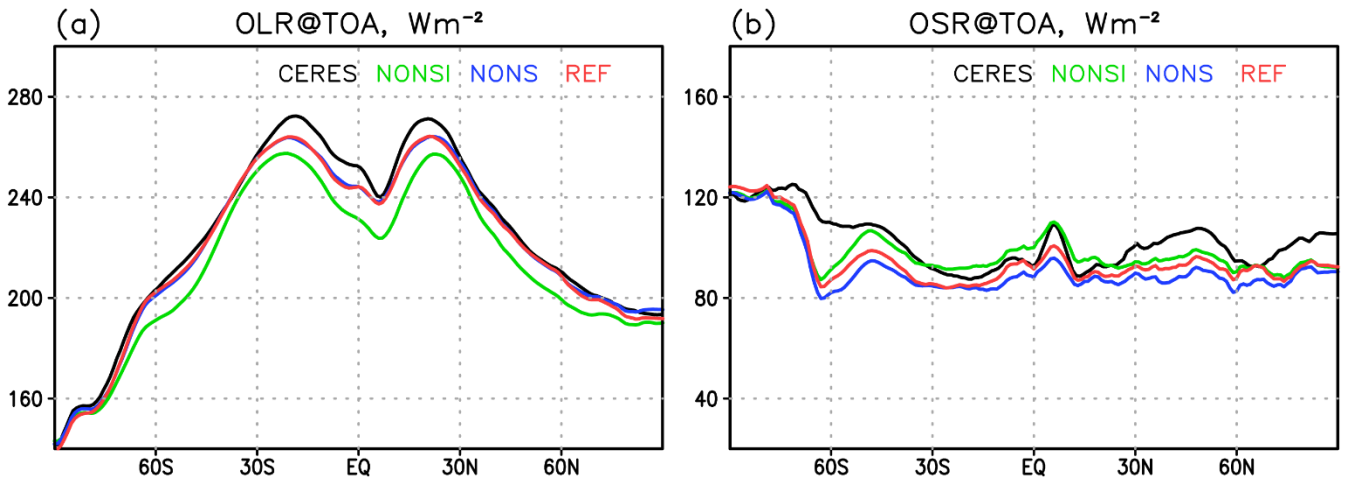 (a) OLR@TOA, Wm⁻²
CERES NONSI NONS REF
280
240
200
160
60S 30S EQ 30N 60N
(b) OSR@TOA, Wm⁻²
CERES NONSI NONS REF
160
120
80
40
60S 30S EQ 30N 60N